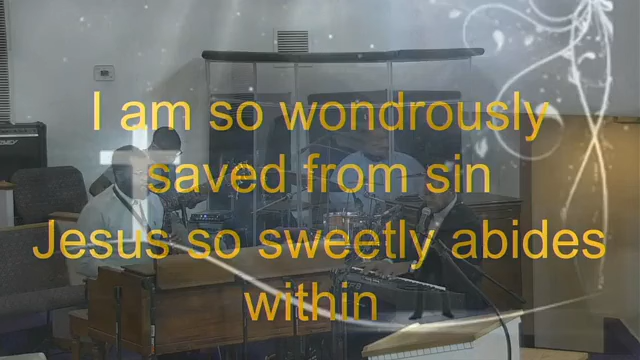 I am so wondrously
saved from sin
Jesus so sweetly abides
within